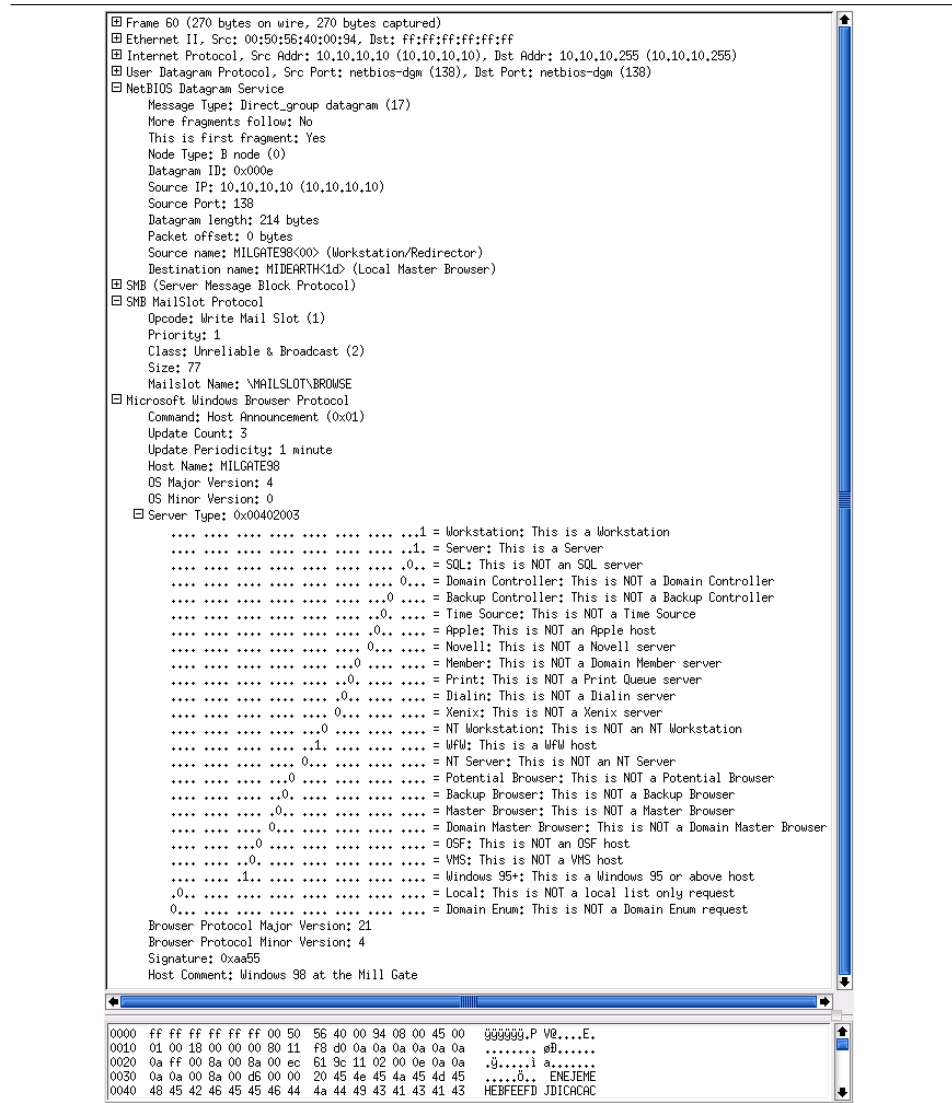 Frame 60 (270 bytes on wire, 270 bytes captured)
Ethernet II, Src: 00:50:56:40:00:94, Dst: ff:ff:ff:ff:ff:ff
Internet Protocol, Src Addr: 10.10.10.10 (10.10.10.10), Dst Addr: 10.10.10.255 (10.10.10.255)
User Datagram Protocol, Src Port: netbios-dgm (138), Dst Port: netbios-dgm (138)
NetBIOS Datagram Service
Message Type: Direct_group datagram (17)
More fragments follow: No
This is first fragment: Yes
Node Type: B node (0)
Datagram ID: 0x000e
Source IP: 10.10.10.10 (10.10.10.10)
Source Port: 138
Datagram length: 214 bytes
Packet offset: 0 bytes
Source name: MILGATE98<00> (Workstation/Redirector)
Destination name: MIDEARTH<1d> (Local Master Browser)
SMB (Server Message Block Protocol)
SMB MailSlot Protocol
Opcode: Write Mail Slot (1)
Priority: 1
Class: Unreliable & Broadcast (2)
Size: 77
Mailslot Name: \MAILSLOT\BROWSE
Microsoft Windows Browser Protocol
Command: Host Announcement (0x01)
Update Count: 3
Update Periodicity: 1 minute
Host Name: MILGATE98
OS Major Version: 4
OS Minor Version: 0
Server Type: 0x00402003
.... .... .... .... .... .... .... ...1 = Workstation: This is a Workstation
.... .... .... .... .... .... .... ..1. = Server: This is a Server
.... .... .... .... .... .... .... .0.. = SQL: This is NOT an SQL server
.... .... .... .... .... .... .... 0... = Domain Controller: This is NOT a Domain Controller
.... .... .... .... .... .... ...0 .... = Backup Controller: This is NOT a Backup Controller
.... .... .... .... .... .... ..0. .... = Time Source: This is NOT a Time Source
.... .... .... .... .... .... .0.. .... = Apple: This is NOT an Apple host
.... .... .... .... .... .... 0... .... = Novell: This is NOT a Novell server
.... .... .... .... .... ...0 .... .... = Member: This is NOT a Domain Member server
.... .... .... .... .... ..0. .... .... = Print: This is NOT a Print Queue server
.... .... .... .... .... .0.. .... .... = Dialin: This is NOT a Dialin server
.... .... .... .... .... 0... .... .... = Xenix: This is NOT a Xenix server
.... .... .... .... ...0 .... .... .... = NT Workstation: This is NOT an NT Workstation
.... .... .... .... ..1. .... .... .... = WfW: This is a WfW host
.... .... .... .... 0... .... .... .... = NT Server: This is NOT an NT Server
.... .... .... ...0 .... .... .... .... = Potential Browser: This is NOT a Potential Browser
.... .... .... ..0. .... .... .... .... = Backup Browser: This is NOT a Backup Browser
.... .... .... .0.. .... .... .... .... = Master Browser: This is NOT a Master Browser
.... .... .... 0... .... .... .... .... = Domain Master Browser: This is NOT a Domain Master Browser
.... .... ...0 .... .... .... .... .... = OSF: This is NOT an OSF host
.... .... ..0. .... .... .... .... .... = VMS: This is NOT a VMS host
.... .... .1.. .... .... .... .... .... = Windows 95+: This is a Windows 95 or above host
.0.. .... .... .... .... .... .... .... = Local: This is NOT a local list only request
0... .... .... .... .... .... .... .... = Domain Enum: This is NOT a Domain Enum request
Browser Protocol Major Version: 21
Browser Protocol Minor Version: 4
Signature: 0xaa55
Host Comment: Windows 98 at the Mill Gate
0000 ff ff ff ff ff ff 00 50 56 40 00 94 08 00 45 00 ÿÿÿÿÿÿ.P V@....E.
0010 01 00 18 00 00 00 80 11 f8 d0 0a 0a 0a 0a 0a 0a ........ øÐ......
0020 0a ff 00 8a 00 8a 00 ec 61 9c 11 02 00 0e 0a 0a .ÿ.....ì a.......
0030 0a 0a 00 8a 00 d6 00 00 20 45 4e 45 4a 45 4d 45 .....Ö.. ENEJEME
0040 48 45 42 46 45 45 46 44 4a 44 49 43 41 43 41 43 HEBFEEFD JDICACAC